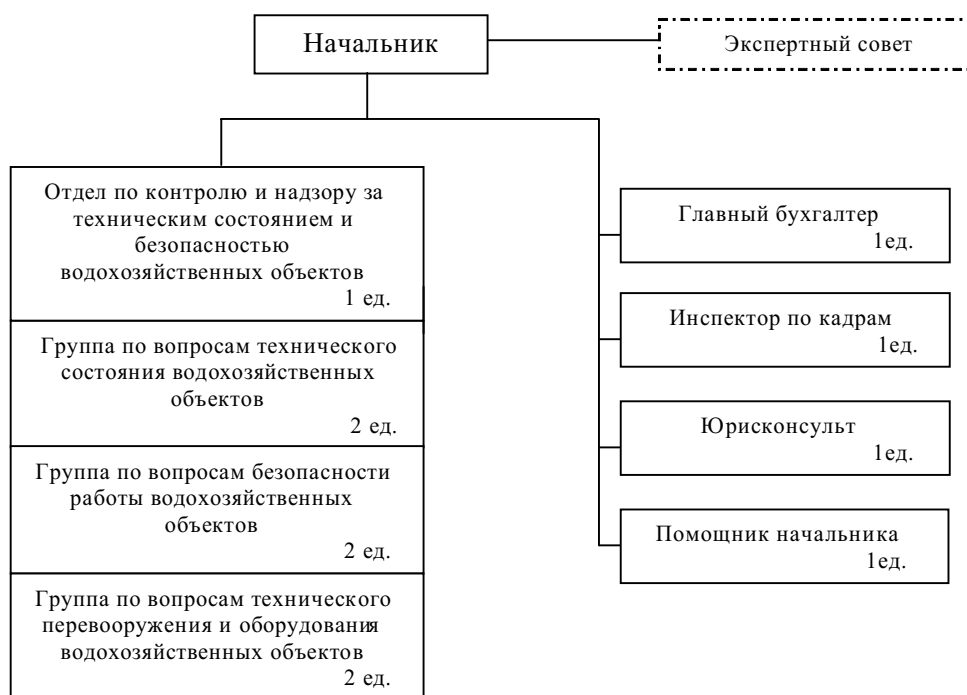 Начальник
Экспертный совет
Отдел по контролю и надзору за
техническим состоянием и
безопасностью
водохозяйственных объектов
1 ед.
Группа по вопросам технического
состояния водохозяйственных
объектов
2 ед.
Группа по вопросам безопасности
работы водохозяйственных
объектов
2 ед.
Группа по вопросам технического
перевооружения и оборудования
водохозяйственных объектов
2 ед.
Главный бухгалтер
1ед.
Инспектор по кадрам
1ед.
Юрисконсульт
1ед.
Помощник начальника
1ед.